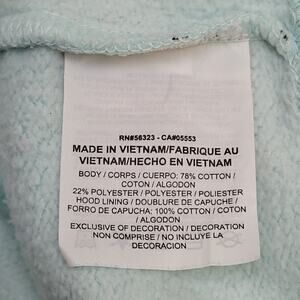 RN#56323 - CA#05553
MADE IN VIETNAM/FABRIQUE AU
VIETNAM/HECHO EN VIETNAM
BODY / CORPS / CUERPO: 78% COTTON /
COTON / ALGODON
22% POLYESTER / POLYESTER / POLIESTER
HOOD LINING / DOUBLURE DE CAPUCHE /
FORRO DE CAPUCHA: 100% COTTON / COTON
/ ALGODON
EXCLUSIVE OF DECORATION / DECORATION
NON COMPRISE / NO INCLUYE LA
DECORACION